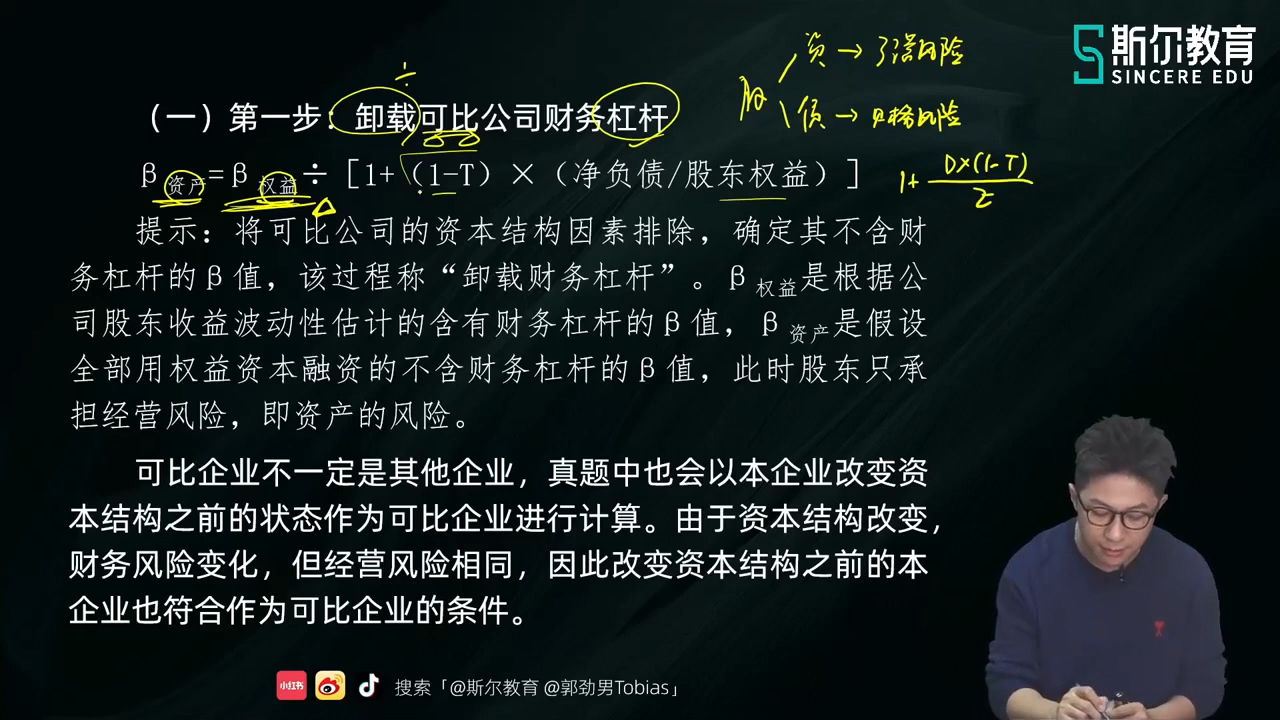 斯尔教育
SINCERE EDU
（一）第一步：卸载可比公司财务杠杆
÷
β资产=β权益÷［1+（1-T）×（净负债/股东权益）］
股
资→
债→财务风险
1+ D×(1-T)
提示：将可比公司的资本结构因素排除，确定其不含财
务杠杆的β值，该过程称“卸载财务杠杆”。β权益是根据公
司股东收益波动性估计的含有财务杠杆的β值，β资产是假设
全部用权益资本融资的不含财务杠杆的β值，此时股东只承
担经营风险，即资产的风险。
可比企业不一定是其他企业，真题中也会以本企业改变资
本结构之前的状态作为可比企业进行计算。由于资本结构改变，
财务风险变化，但经营风险相同，因此改变资本结构之前的本
企业也符合作为可比企业的条件。
小红书
搜索「@斯尔教育 @郭劲男Tobias」